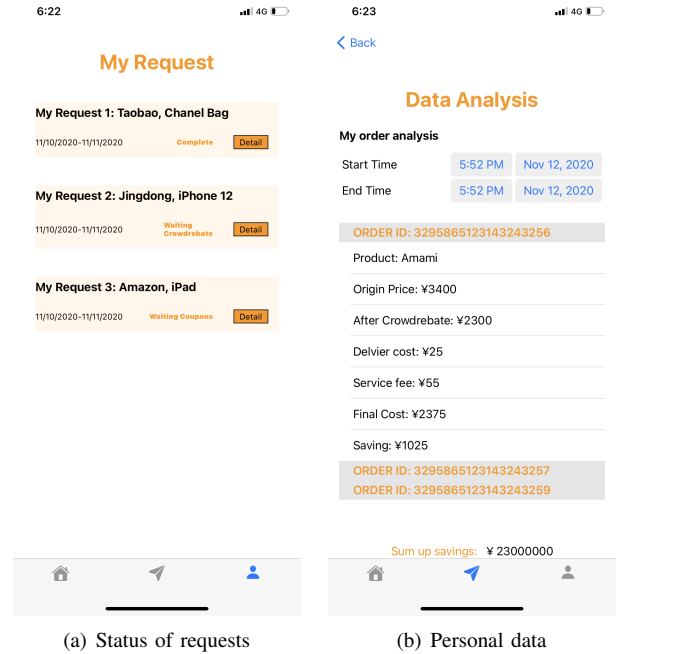 6:22
4G
My Request
My Request 1: Taobao, Chanel Bag
11/10/2020-11/11/2020 Complete Detail
My Request 2: Jingdong, iPhone 12
11/10/2020-11/11/2020 Waiting Crowdrebate Detail
My Request 3: Amazon, iPad
11/10/2020-11/11/2020 Waiting Coupons Detail
(a) Status of requests
6:23
4G
Back
Data Analysis
My order analysis
Start Time 5:52 PM Nov 12, 2020
End Time 5:52 PM Nov 12, 2020
ORDER ID: 3295865123143243256
Product: Amami
Origin Price: ¥3400
After Crowdrebate: ¥2300
Delvier cost: ¥25
Service fee: ¥55
Final Cost: ¥2375
Saving: ¥1025
ORDER ID: 3295865123143243257
ORDER ID: 3295865123143243259
Sum up savings: ¥ 23000000
(b) Personal data